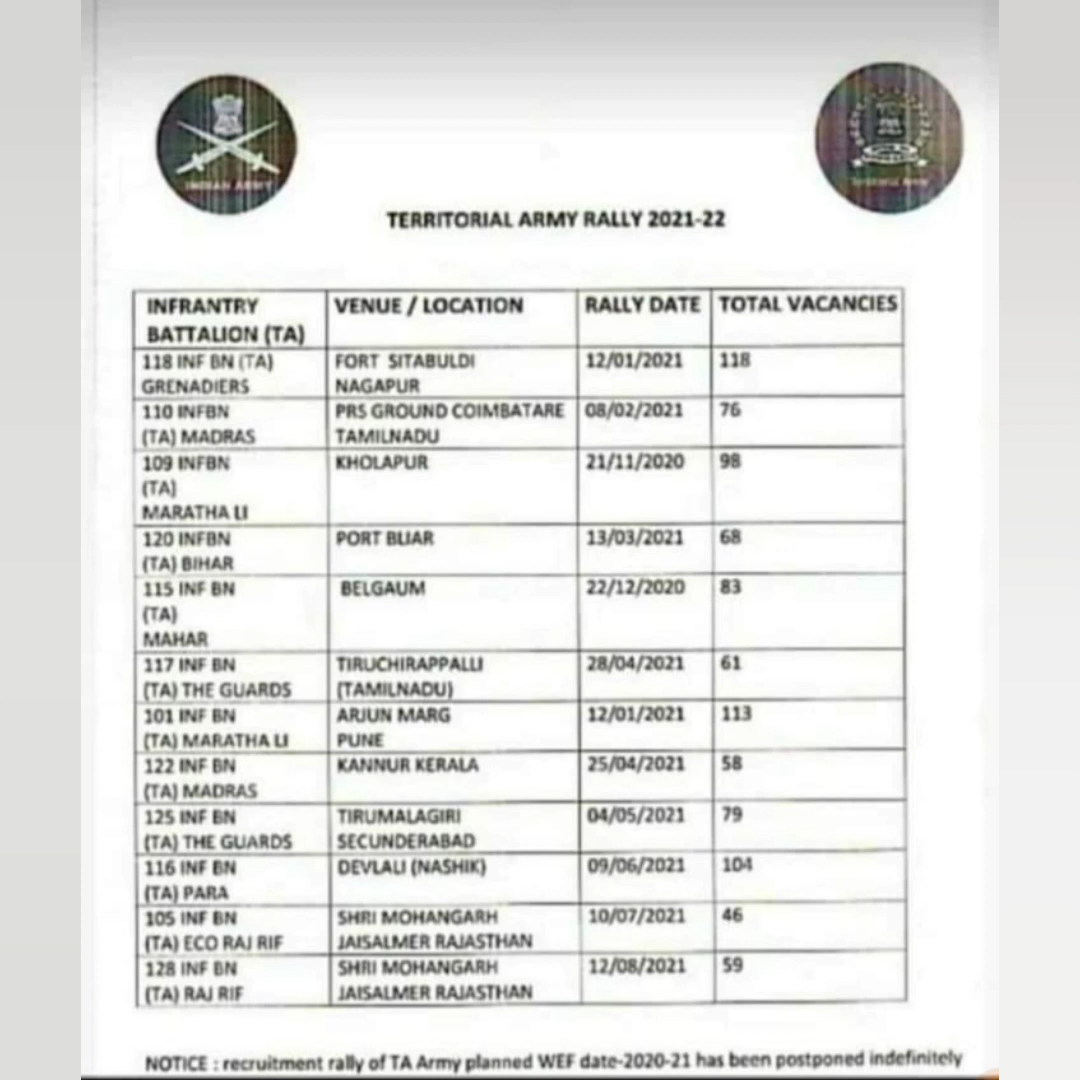 INDIAN ARMY
Territorial Army
TERRITORIAL ARMY RALLY 2021-22
INFRANTRY BATTALION (TA) VENUE / LOCATION RALLY DATE TOTAL VACANCIES
118 INF BN (TA) FORT SITABULDI 12/01/2021 118
GRENADIERS NAGAPUR
110 INFBN PRS GROUND COIMBATARE 08/02/2021 76
(TA) MADRAS TAMILNADU
109 INFBN KHOLAPUR 21/11/2020 98
(TA)
MARATHA LI
120 INFBN PORT BLIAR 13/03/2021 68
(TA) BIHAR
115 INF BN BELGAUM 22/12/2020 83
(TA)
MAHAR
117 INF BN TIRUCHIRAPPALLI 28/04/2021 61
(TA) THE GUARDS (TAMILNADU)
101 INF BN ARJUN MARG 12/01/2021 113
(TA) MARATHA LI PUNE
122 INF BN KANNUR KERALA 25/04/2021 58
(TA) MADRAS
125 INF BN TIRUMALAGIRI 04/05/2021 79
(TA) THE GUARDS SECUNDERABAD
116 INF BN DEVLALI (NASHIK) 09/06/2021 104
(TA) PARA
105 INF BN SHRI MOHANGARH 10/07/2021 46
(TA) ECO RAJ RIF JAISALMER RAJASTHAN
128 INF BN SHRI MOHANGARH 12/08/2021 59
(TA) RAJ RIF JAISALMER RAJASTHAN
NOTICE : recruitment rally of TA Army planned WEF date-2020-21 has been postponed indefinitely